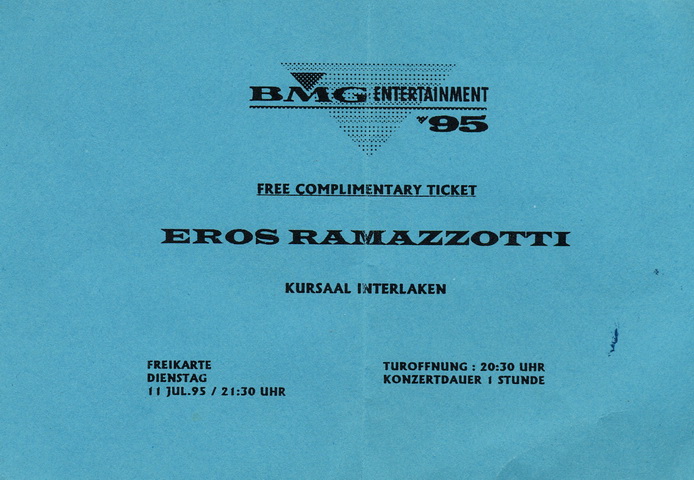 BMG ENTERTAINMENT
'95
FREE COMPLIMENTARY TICKET
EROS RAMAZZOTTI
KURSAAL INTERLAKEN
FREIKARTE
DIENSTAG
11 JUL.95 / 21:30 UHR
TUROFFNUNG : 20:30 UHR
KONZERTDAUER 1 STUNDE